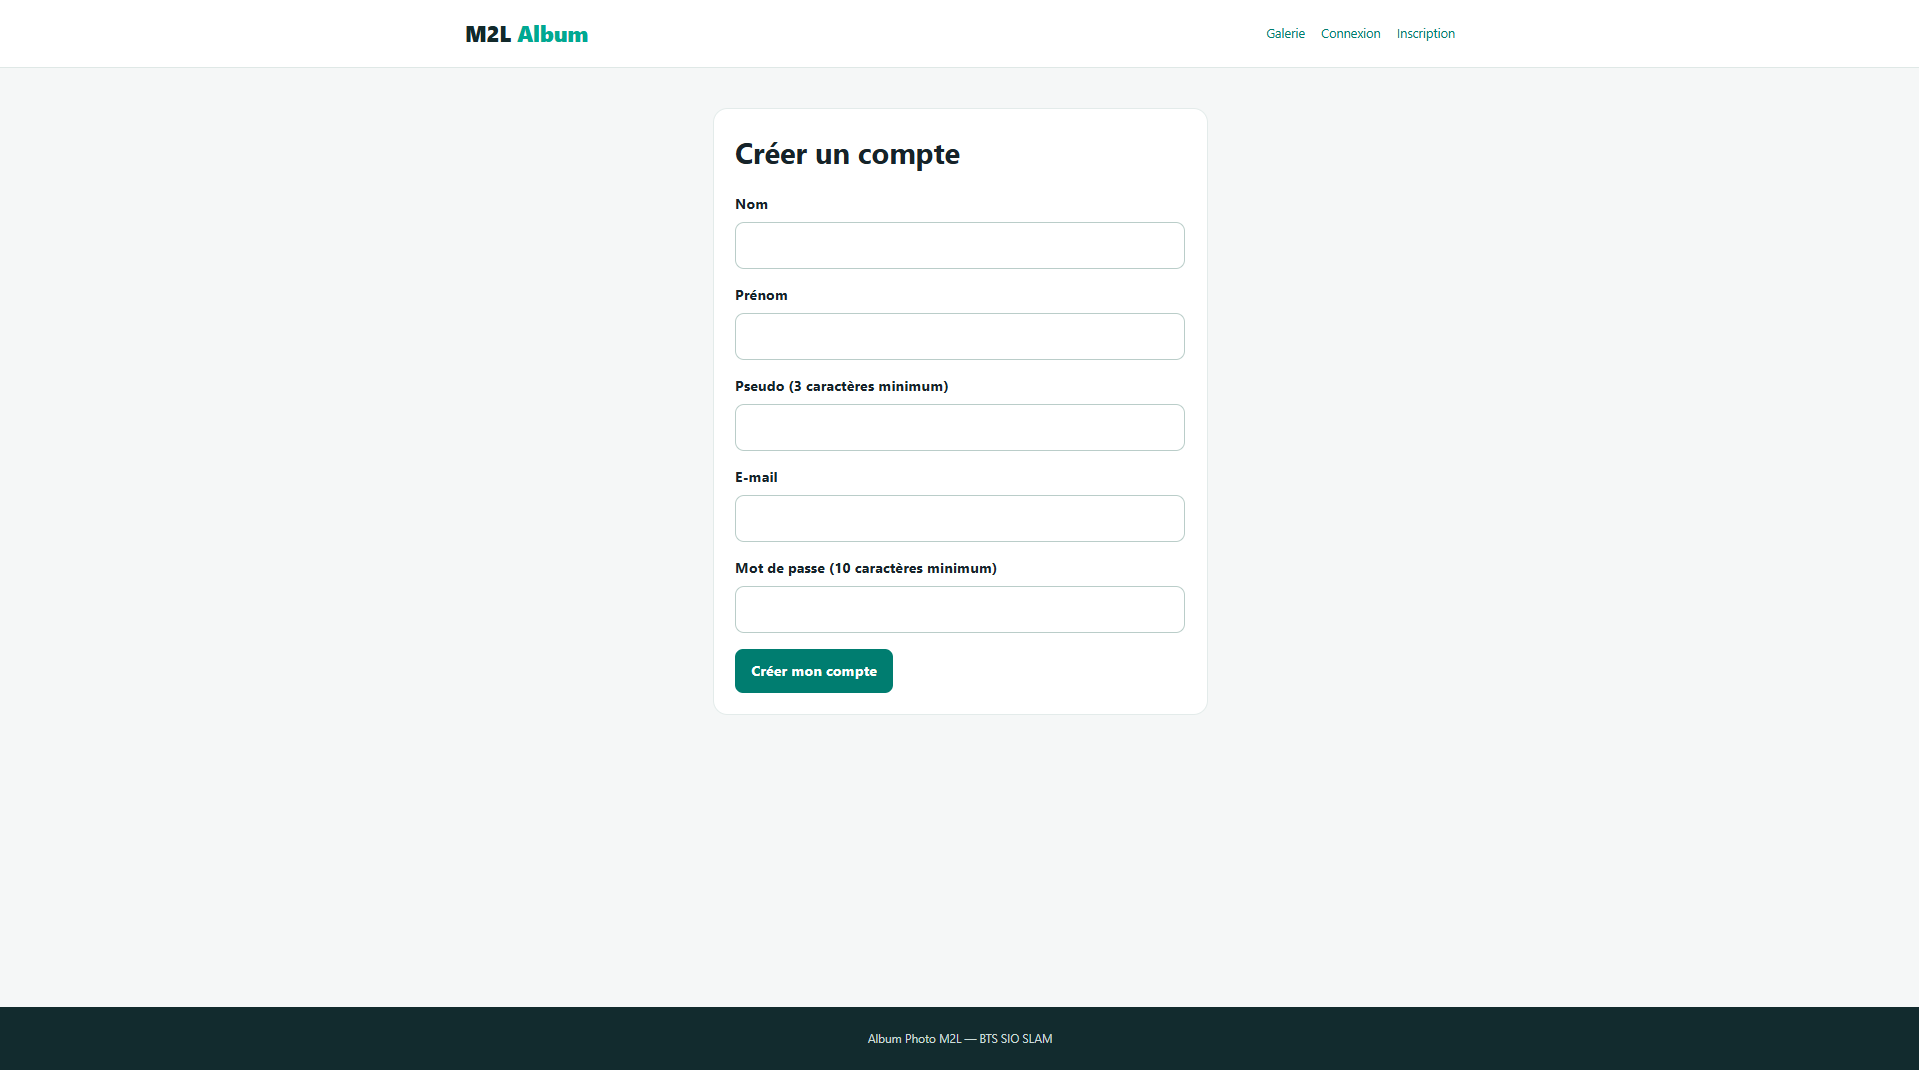 M2L Album
Galerie
Connexion
Inscription
Créer un compte
Nom
Prénom
Pseudo (3 caractères minimum)
E-mail
Mot de passe (10 caractères minimum)
Créer mon compte
Album Photo M2L — BTS SIO SLAM